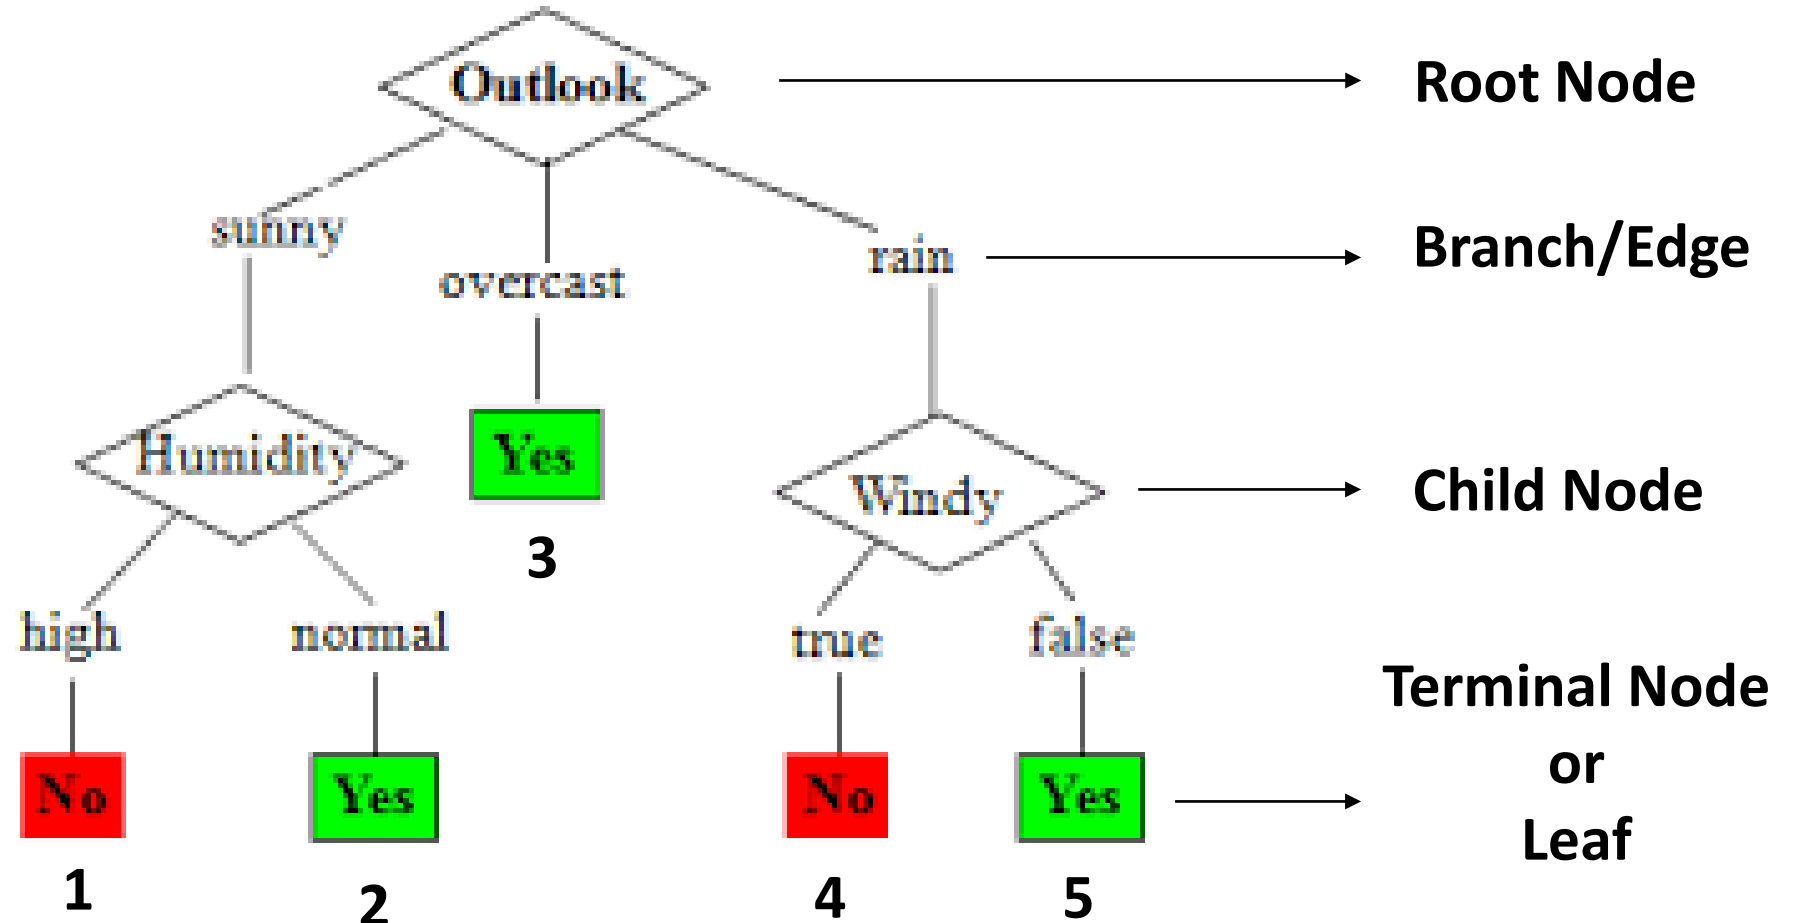 Outlook
Root Node
sunny
overcast
rain
Branch/Edge
Humidity
Yes
3
Windy
Child Node
high
normal
true
false
No
Yes
No
Yes
Terminal Node
or
Leaf
1
2
4
5